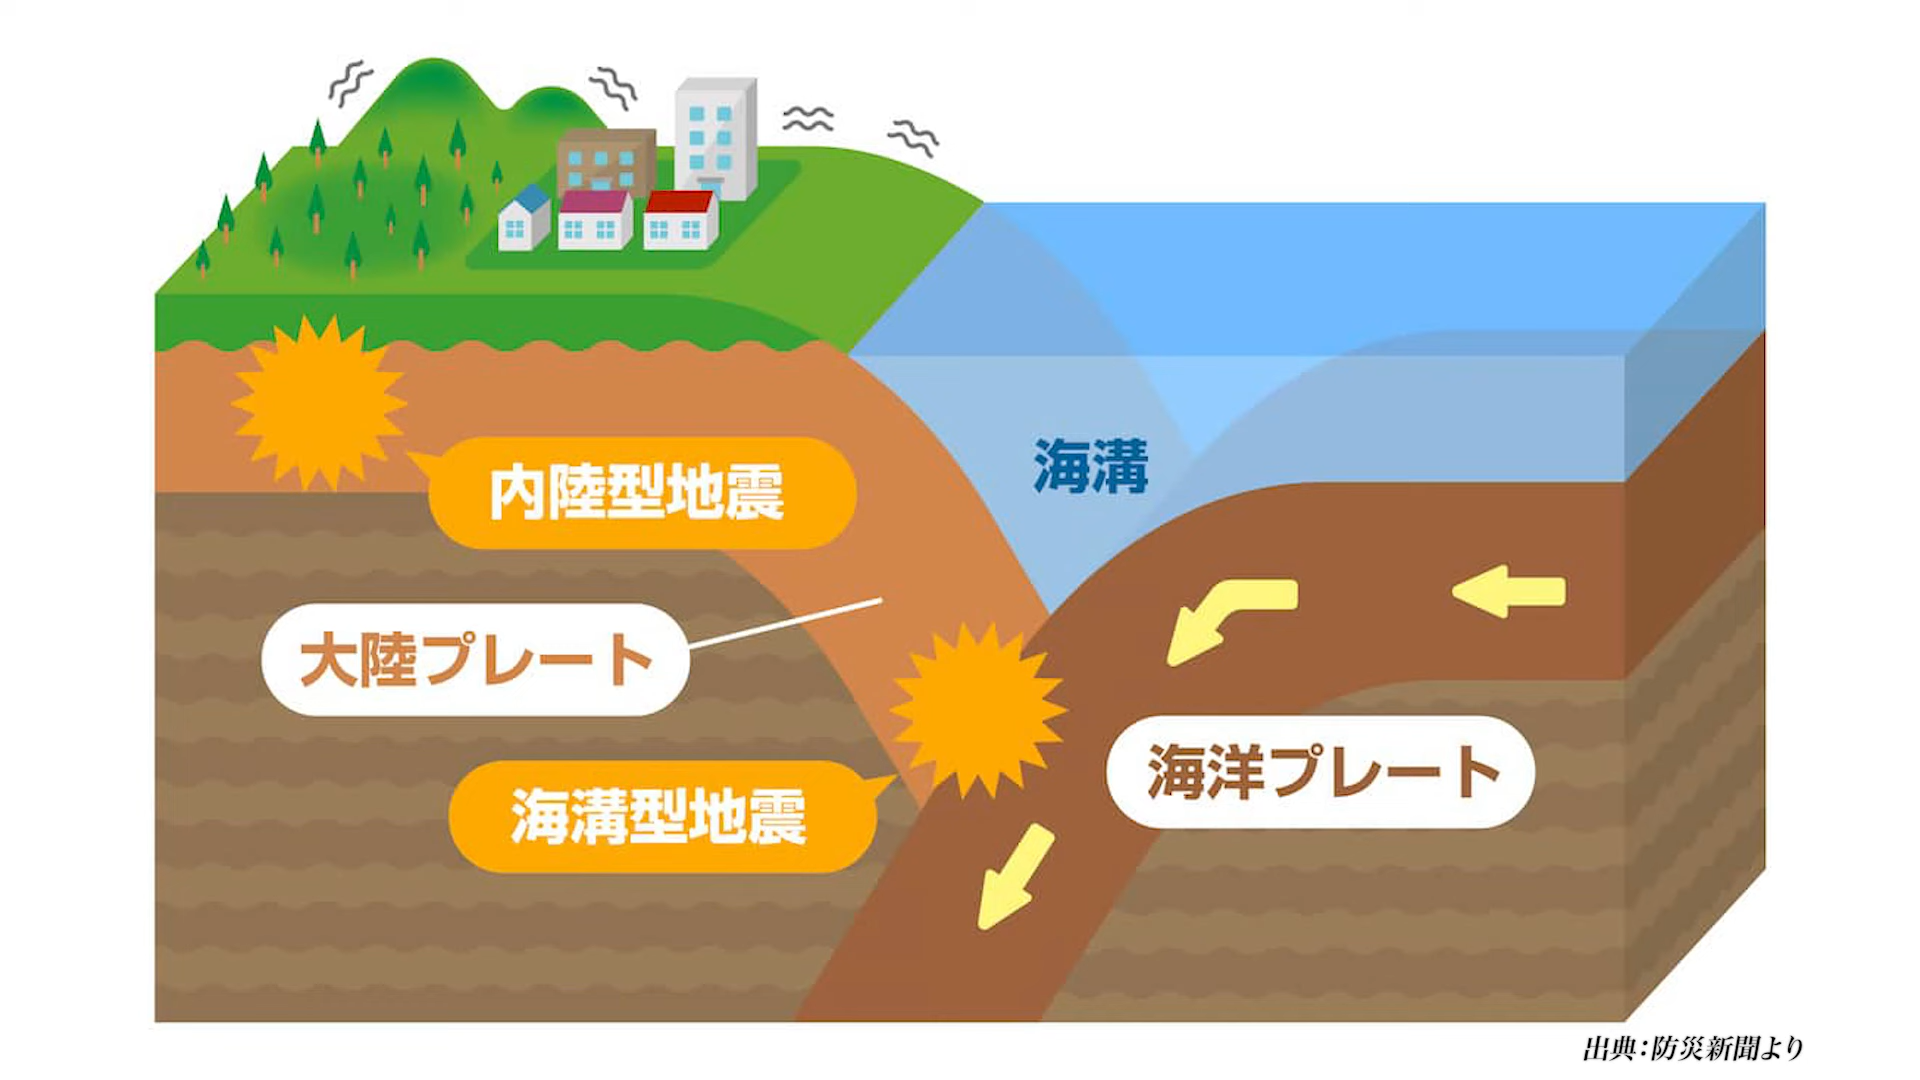 海溝
内陸型地震
大陸プレート
海洋プレート
海溝型地震
出典：防災新聞より